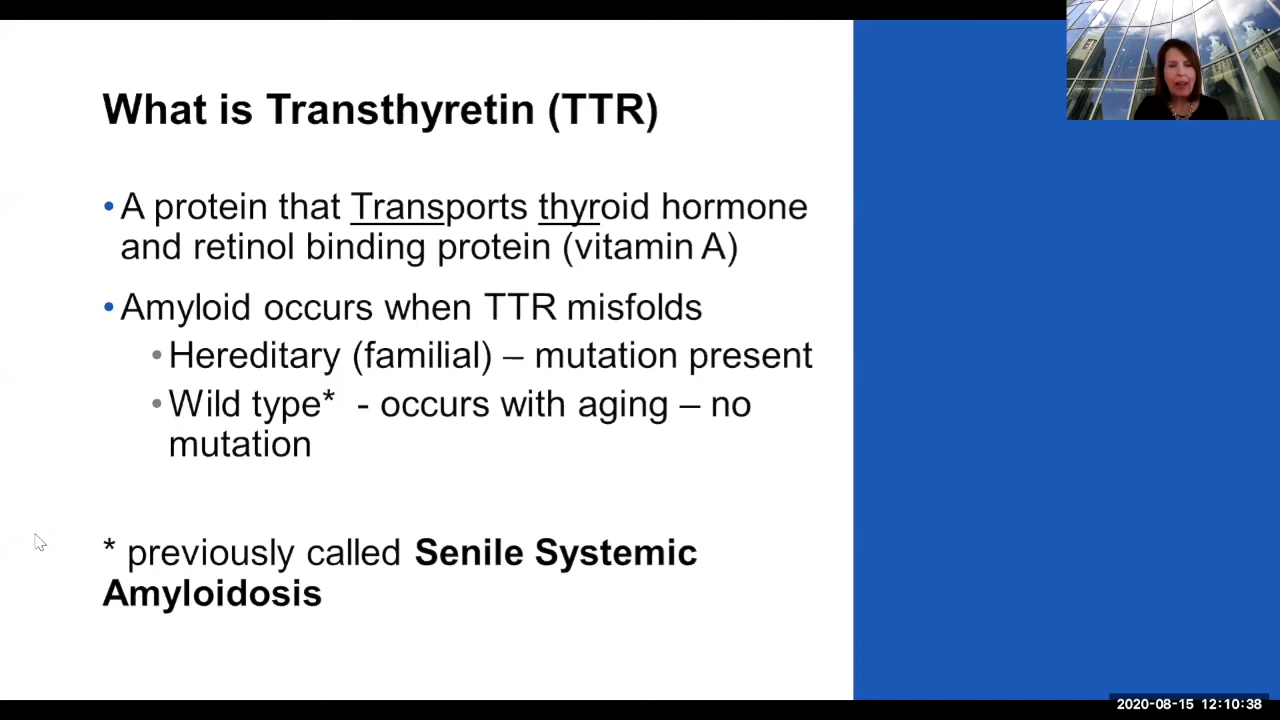 What is Transthyretin (TTR)
•A protein that Transports thyroid hormone
and retinol binding protein (vitamin A)
•Amyloid occurs when TTR misfolds
•Hereditary (familial) – mutation present
•Wild type* - occurs with aging – no
mutation
* previously called Senile Systemic
Amyloidosis
2020-08-15 12:10:38